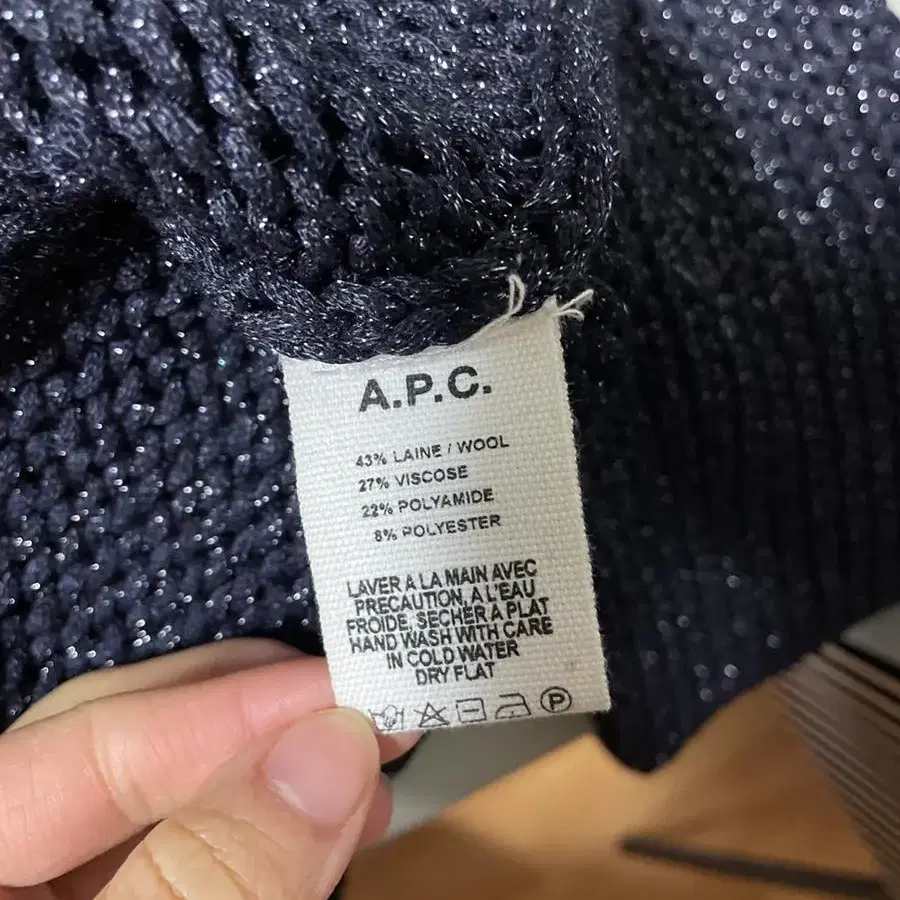 A.P.C.
43% LAINE / WOOL
27% VISCOSE
22% POLYAMIDE
8% POLYESTER
LAVER A LA MAIN AVEC
PRECAUTION, A L'EAU
FROIDE, SECHER A PLAT
HAND WASH WITH CARE
IN COLD WATER
DRY FLAT
P